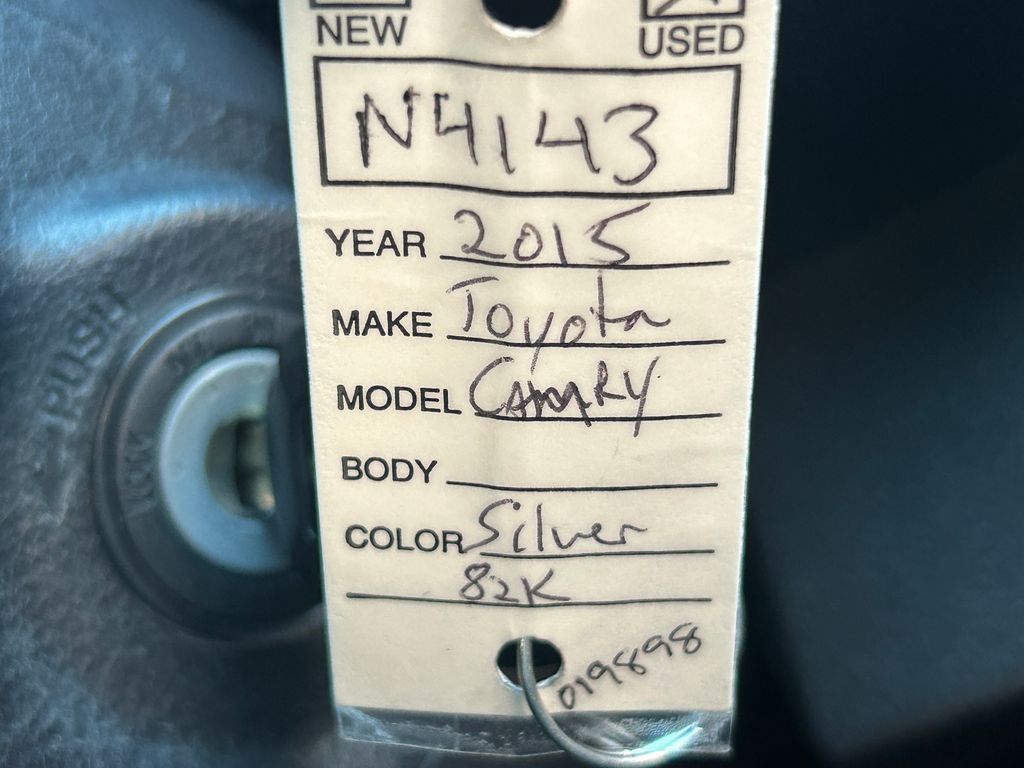 NEW USED
N4143
YEAR 2015
MAKE Toyota
MODEL CAMRY
BODY
COLOR Silver
82K
019898
PUSH